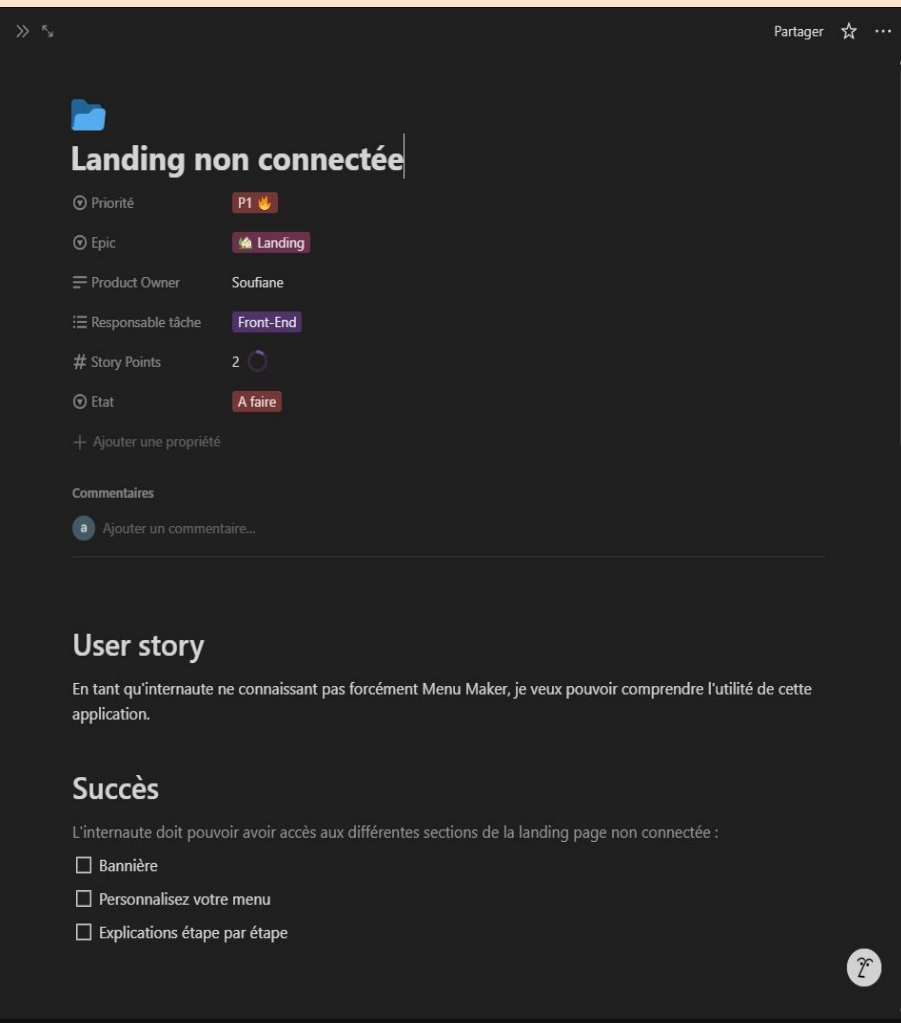 Partager
Landing non connectée
Priorité P1
Epic Landing
Product Owner Soufiane
Responsable tâche Front-End
# Story Points 2
Etat A faire
+ Ajouter une propriété
Commentaires
a Ajouter un commentaire...
User story
En tant qu'internaute ne connaissant pas forcément Menu Maker, je veux pouvoir comprendre l'utilité de cette
application.
Succès
L'internaute doit pouvoir avoir accès aux différentes sections de la landing page non connectée :
Bannière
Personnalisez votre menu
Explications étape par étape